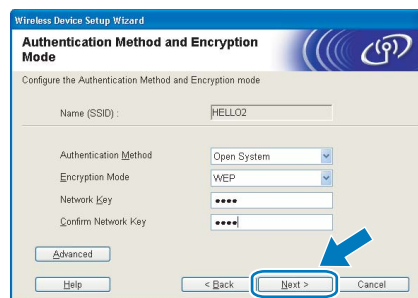 Wireless Device Setup Wizard
Authentication Method and Encryption
Mode
Configure the Authentication Method and Encryption mode
Name (SSID) : HELLO2
Authentication Method Open System
Encryption Mode WEP
Network Key ••••
Confirm Network Key ••••
Advanced
Help < Back Next > Cancel